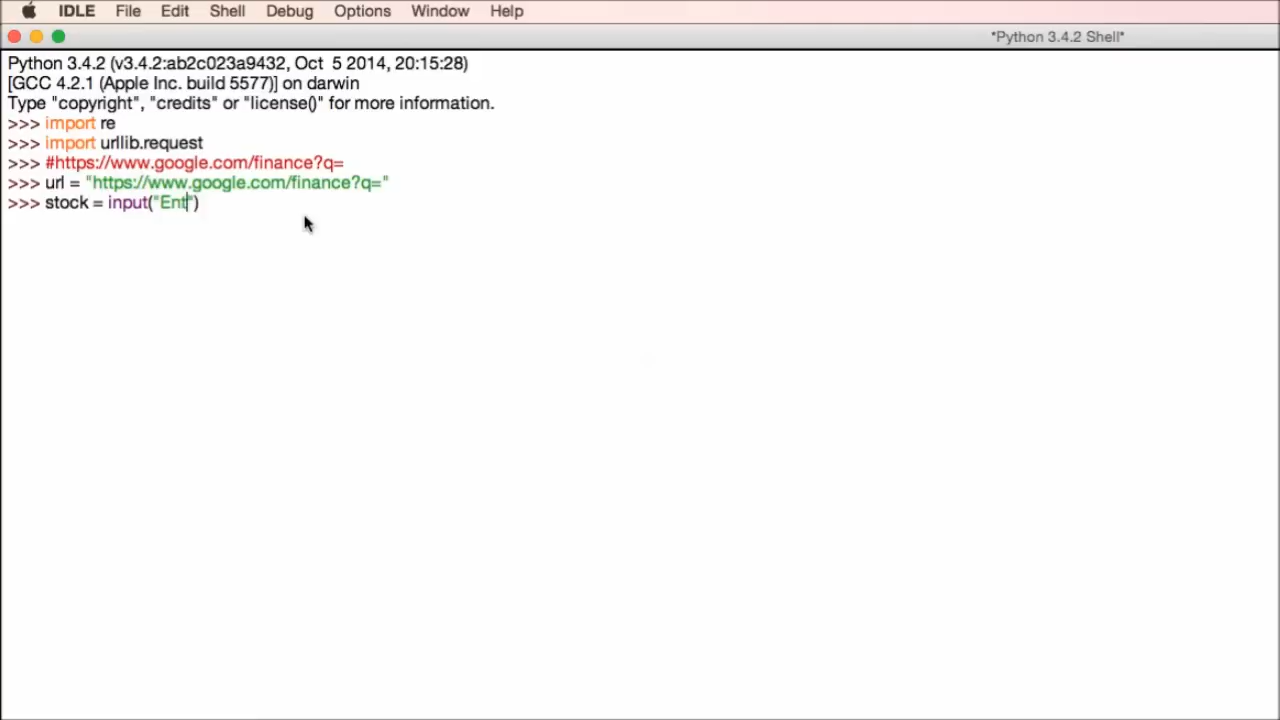 IDLE File Edit Shell Debug Options Window Help
*Python 3.4.2 Shell*
Python 3.4.2 (v3.4.2:ab2c023a9432, Oct  5 2014, 20:15:28)
[GCC 4.2.1 (Apple Inc. build 5577)] on darwin
Type "copyright", "credits" or "license()" for more information.
>>> import re
>>> import urllib.request
>>> #https://www.google.com/finance?q=
>>> url = "https://www.google.com/finance?q="
>>> stock = input("Ent")